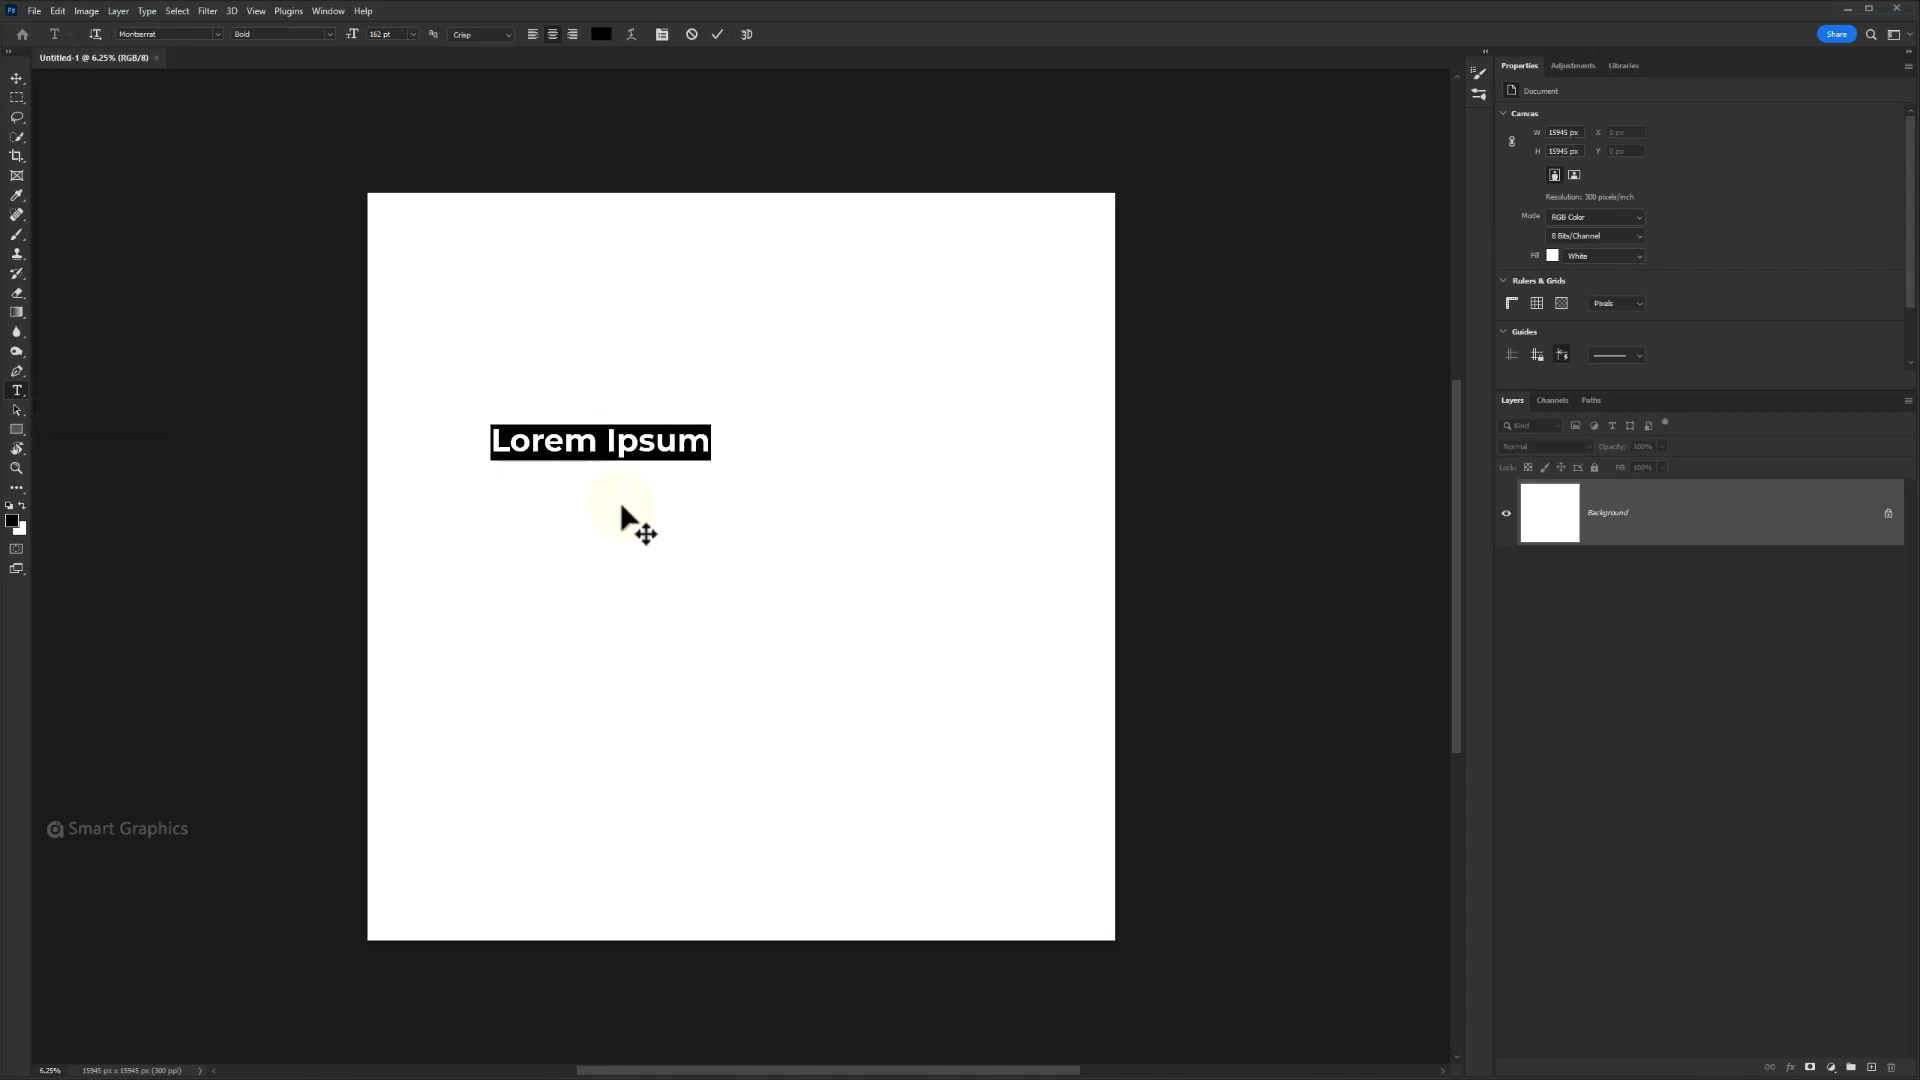 Ps File Edit Image Layer Type Select Filter 3D View Plugins Window Help
Montserrat Bold 162 pt Crisp 3D Share
Untitled-1 @ 6.25% (RGB/8)
Properties Adjustments Libraries
Document
Canvas
W 15945 px X 0 px
H 15945 px Y 0 px
Resolution: 300 pixels/inch
Mode RGB Color
8 Bits/Channel
Fill White
Rulers & Grids
Pixels
Guides
Layers Channels Paths
Kind
Normal Opacity: 100%
Lock: Fill: 100%
Background
Lorem Ipsum
Smart Graphics
6.25% 15945 px x 15945 px (300 ppi)